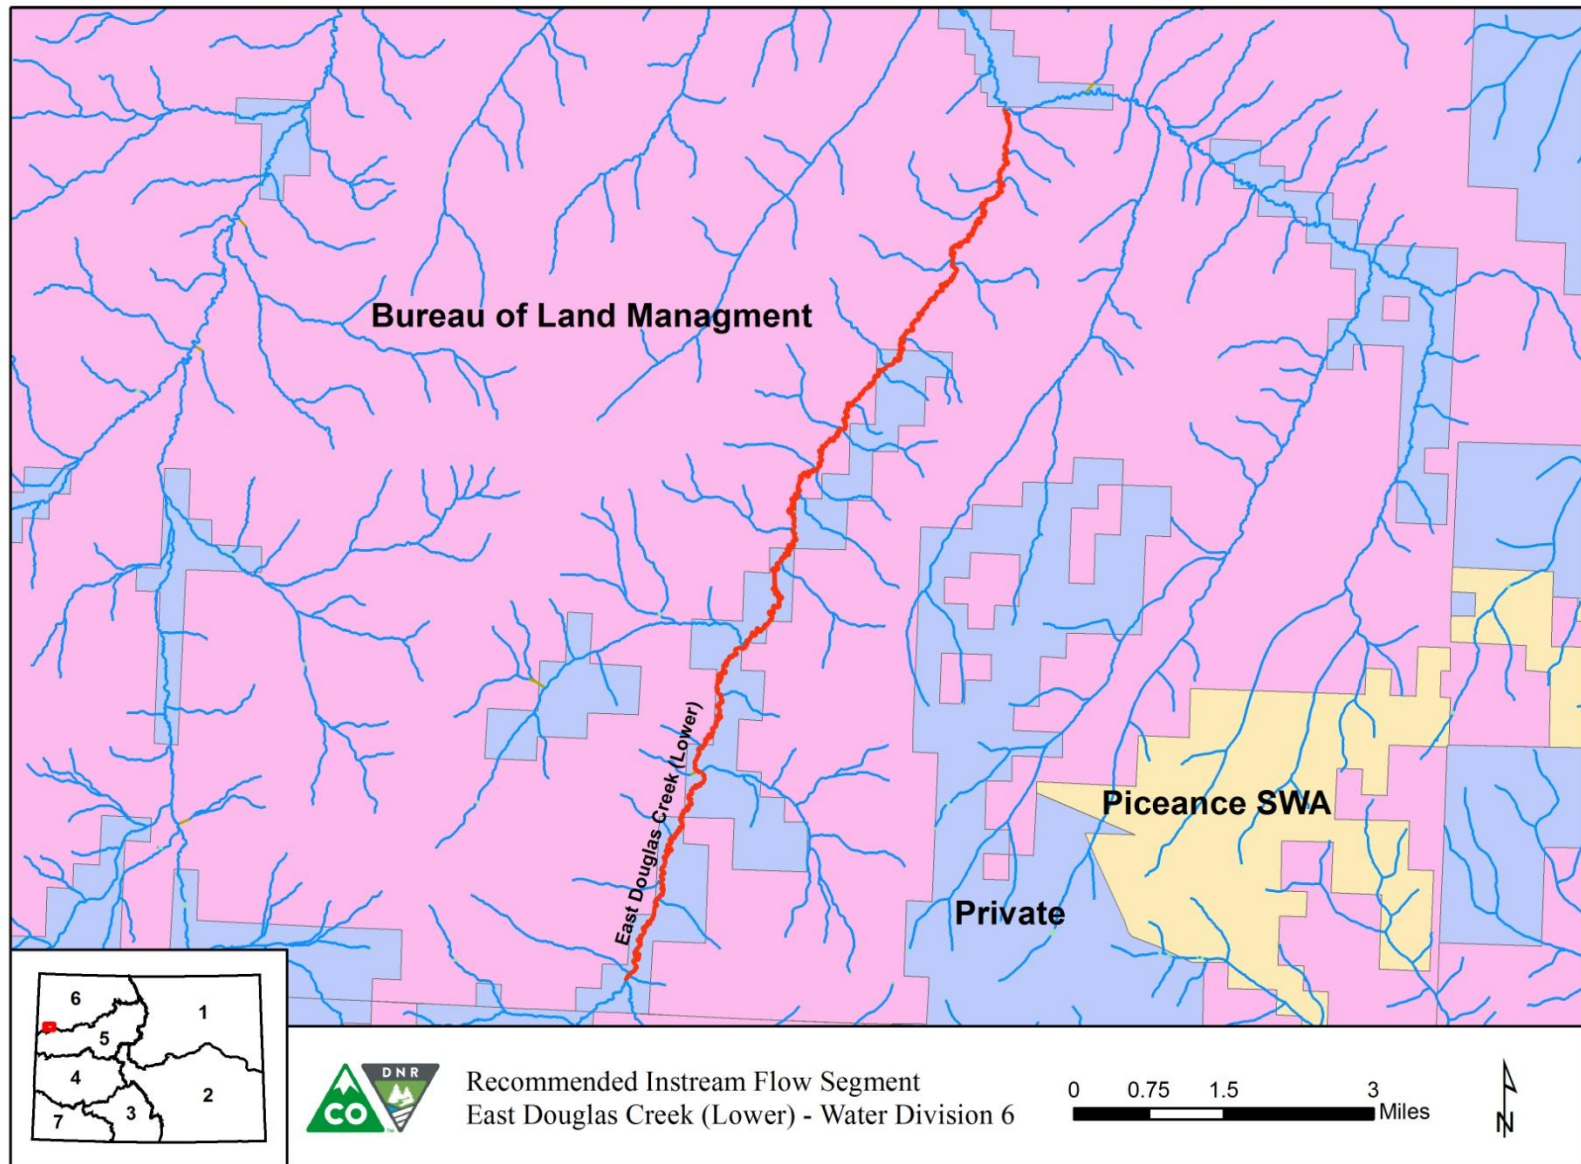 Bureau of Land Managment
East Douglas Creek (Lower)
Piceance SWA
Private
6
1
5
4
2
3
7
CO
DNR
Recommended Instream Flow Segment
East Douglas Creek (Lower) - Water Division 6
0 0.75 1.5 3
Miles
N